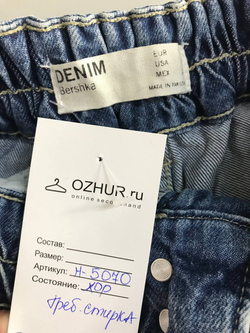 DENIM
Bershka
EUR
USA
MEX
MADE IN
OZHUR.ru
online second hand
Состав:
Размер:
Артикул: Н-5070
Состояние: хор
треб. стирка